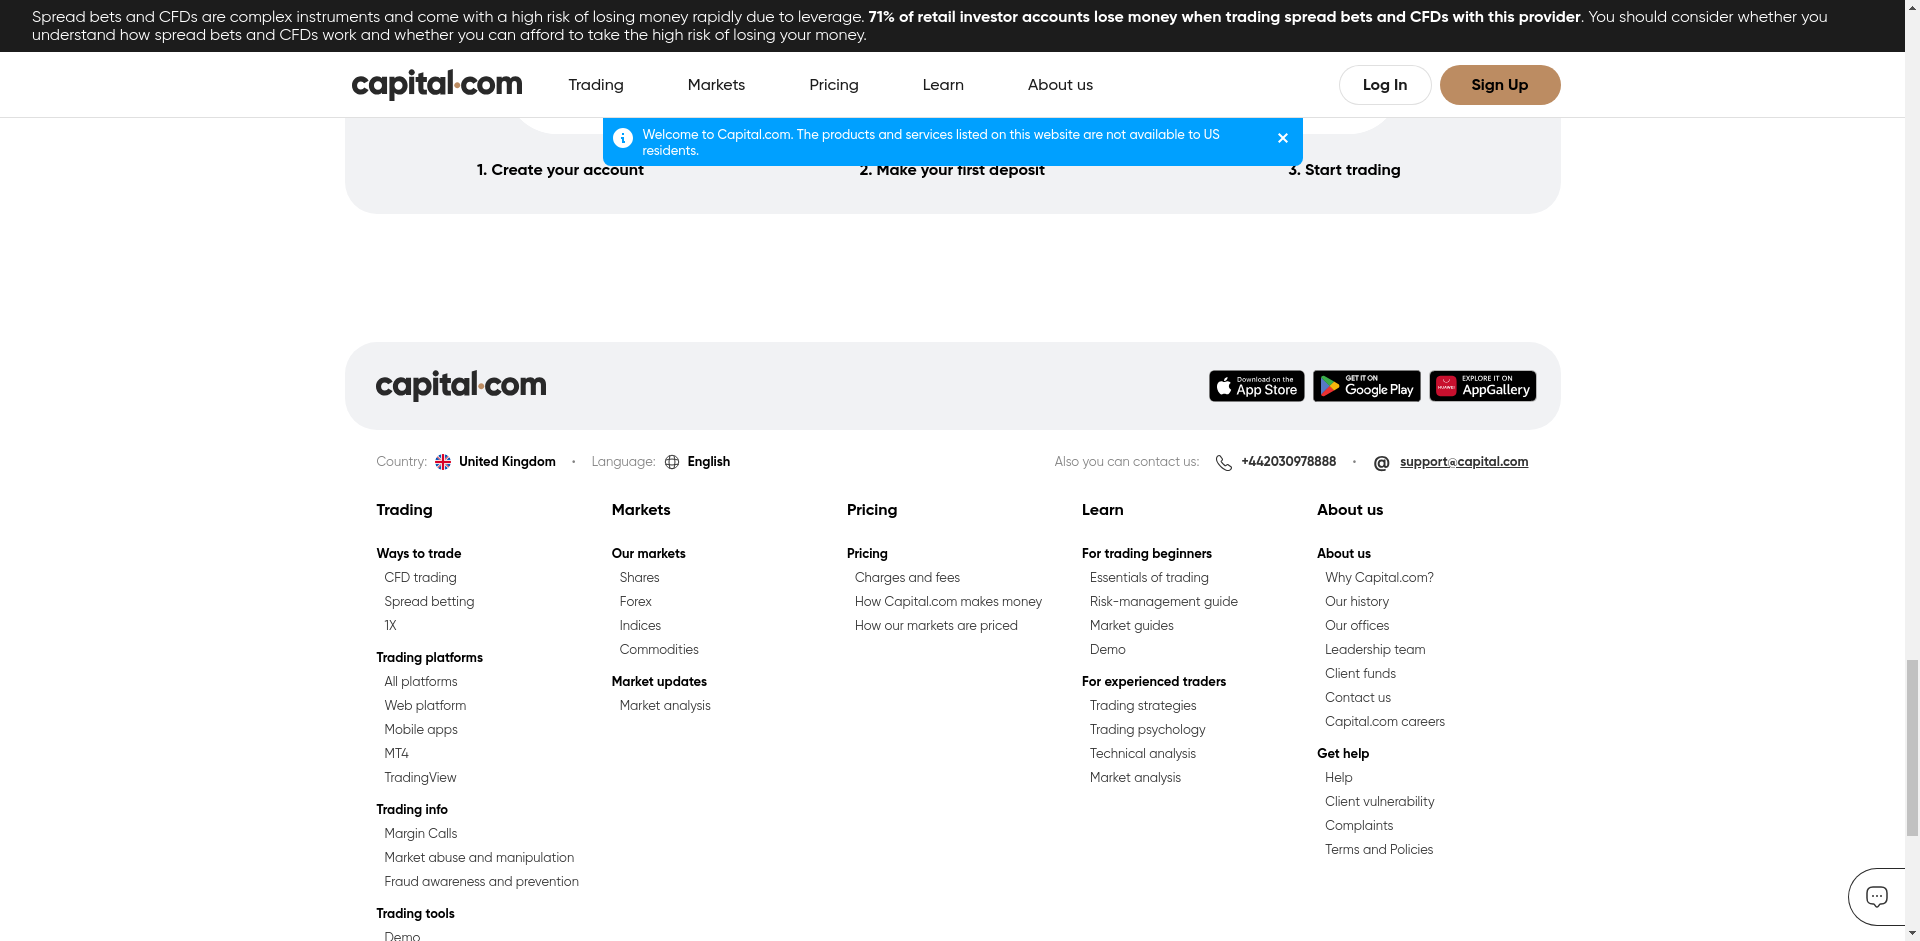 Spread bets and CFDs are complex instruments and come with a high risk of losing money rapidly due to leverage. 71% of retail investor accounts lose money when trading spread bets and CFDs with this provider. You should consider whether you
understand how spread bets and CFDs work and whether you can afford to take the high risk of losing your money.
capital.com Trading Markets Pricing Learn About us Log In Sign Up
Welcome to Capital.com. The products and services listed on this website are not available to US
residents.
1. Create your account 2. Make your first deposit 3. Start trading
capital.com
Download on the
App Store
GET IT ON
Google Play
HUAWEI
EXPLORE IT ON
AppGallery
Country: United Kingdom • Language: English
Also you can contact us: +442030978888 • @ support@capital.com
Trading
Ways to trade
CFD trading
Spread betting
1X
Trading platforms
All platforms
Web platform
Mobile apps
MT4
TradingView
Trading info
Margin Calls
Market abuse and manipulation
Fraud awareness and prevention
Trading tools
Demo
Markets
Our markets
Shares
Forex
Indices
Commodities
Market updates
Market analysis
Pricing
Pricing
Charges and fees
How Capital.com makes money
How our markets are priced
Learn
For trading beginners
Essentials of trading
Risk-management guide
Market guides
Demo
For experienced traders
Trading strategies
Trading psychology
Technical analysis
Market analysis
About us
About us
Why Capital.com?
Our history
Our offices
Leadership team
Client funds
Contact us
Capital.com careers
Get help
Help
Client vulnerability
Complaints
Terms and Policies